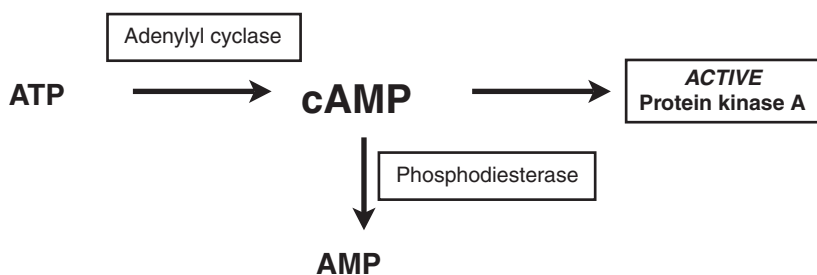 Adenylyl cyclase
ATP
cAMP
ACTIVE
Protein kinase A
Phosphodiesterase
AMP